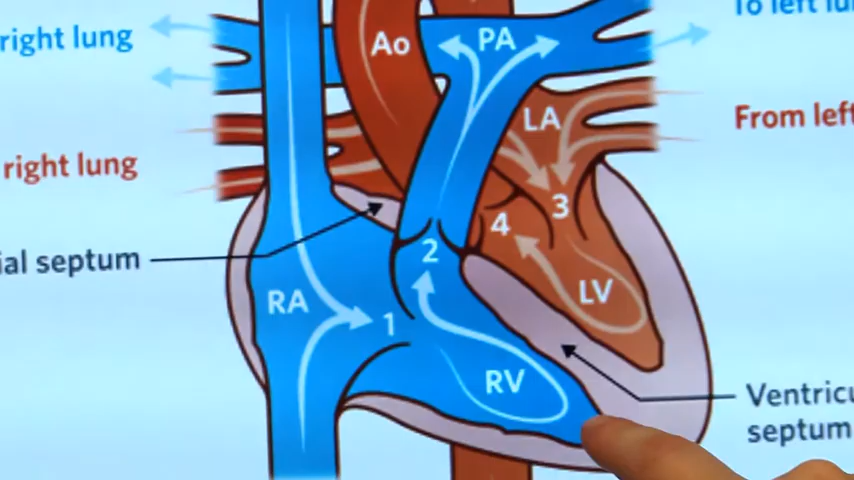 To left lu
right lung
Ao
PA
LA
From left
right lung
3
4
2
ial septum
LV
RA
1
RV
Ventricu
septum